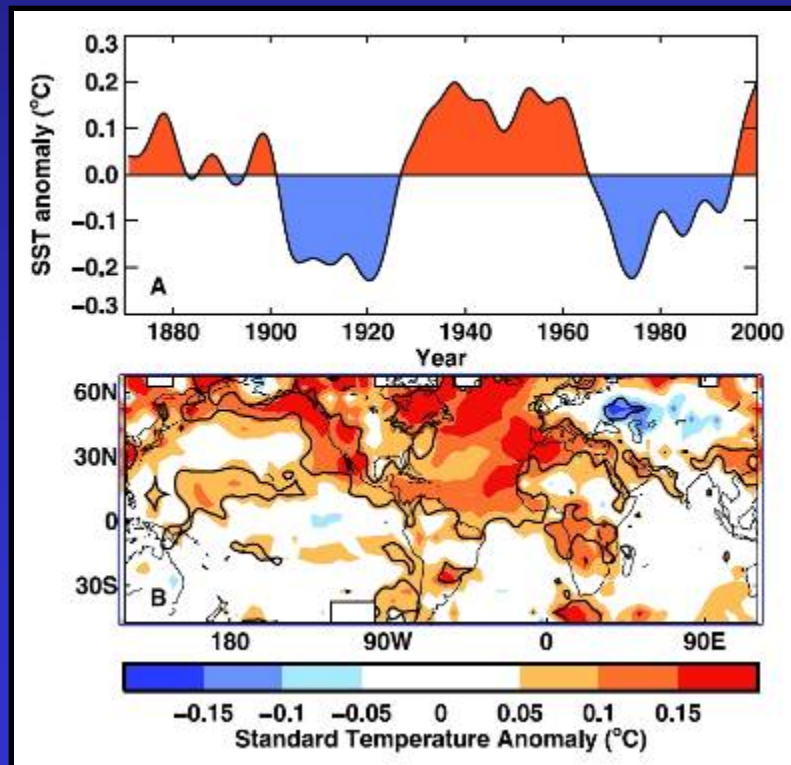 0.3
0.2
0.1
0.0
−0.1
−0.2
−0.3
SST anomaly (°C)
A
1880 1900 1920 1940 1960 1980 2000
Year
60N
30N
0
30S
B
180 90W 0 90E
−0.15 −0.1 −0.05 0 0.05 0.1 0.15
Standard Temperature Anomaly (°C)